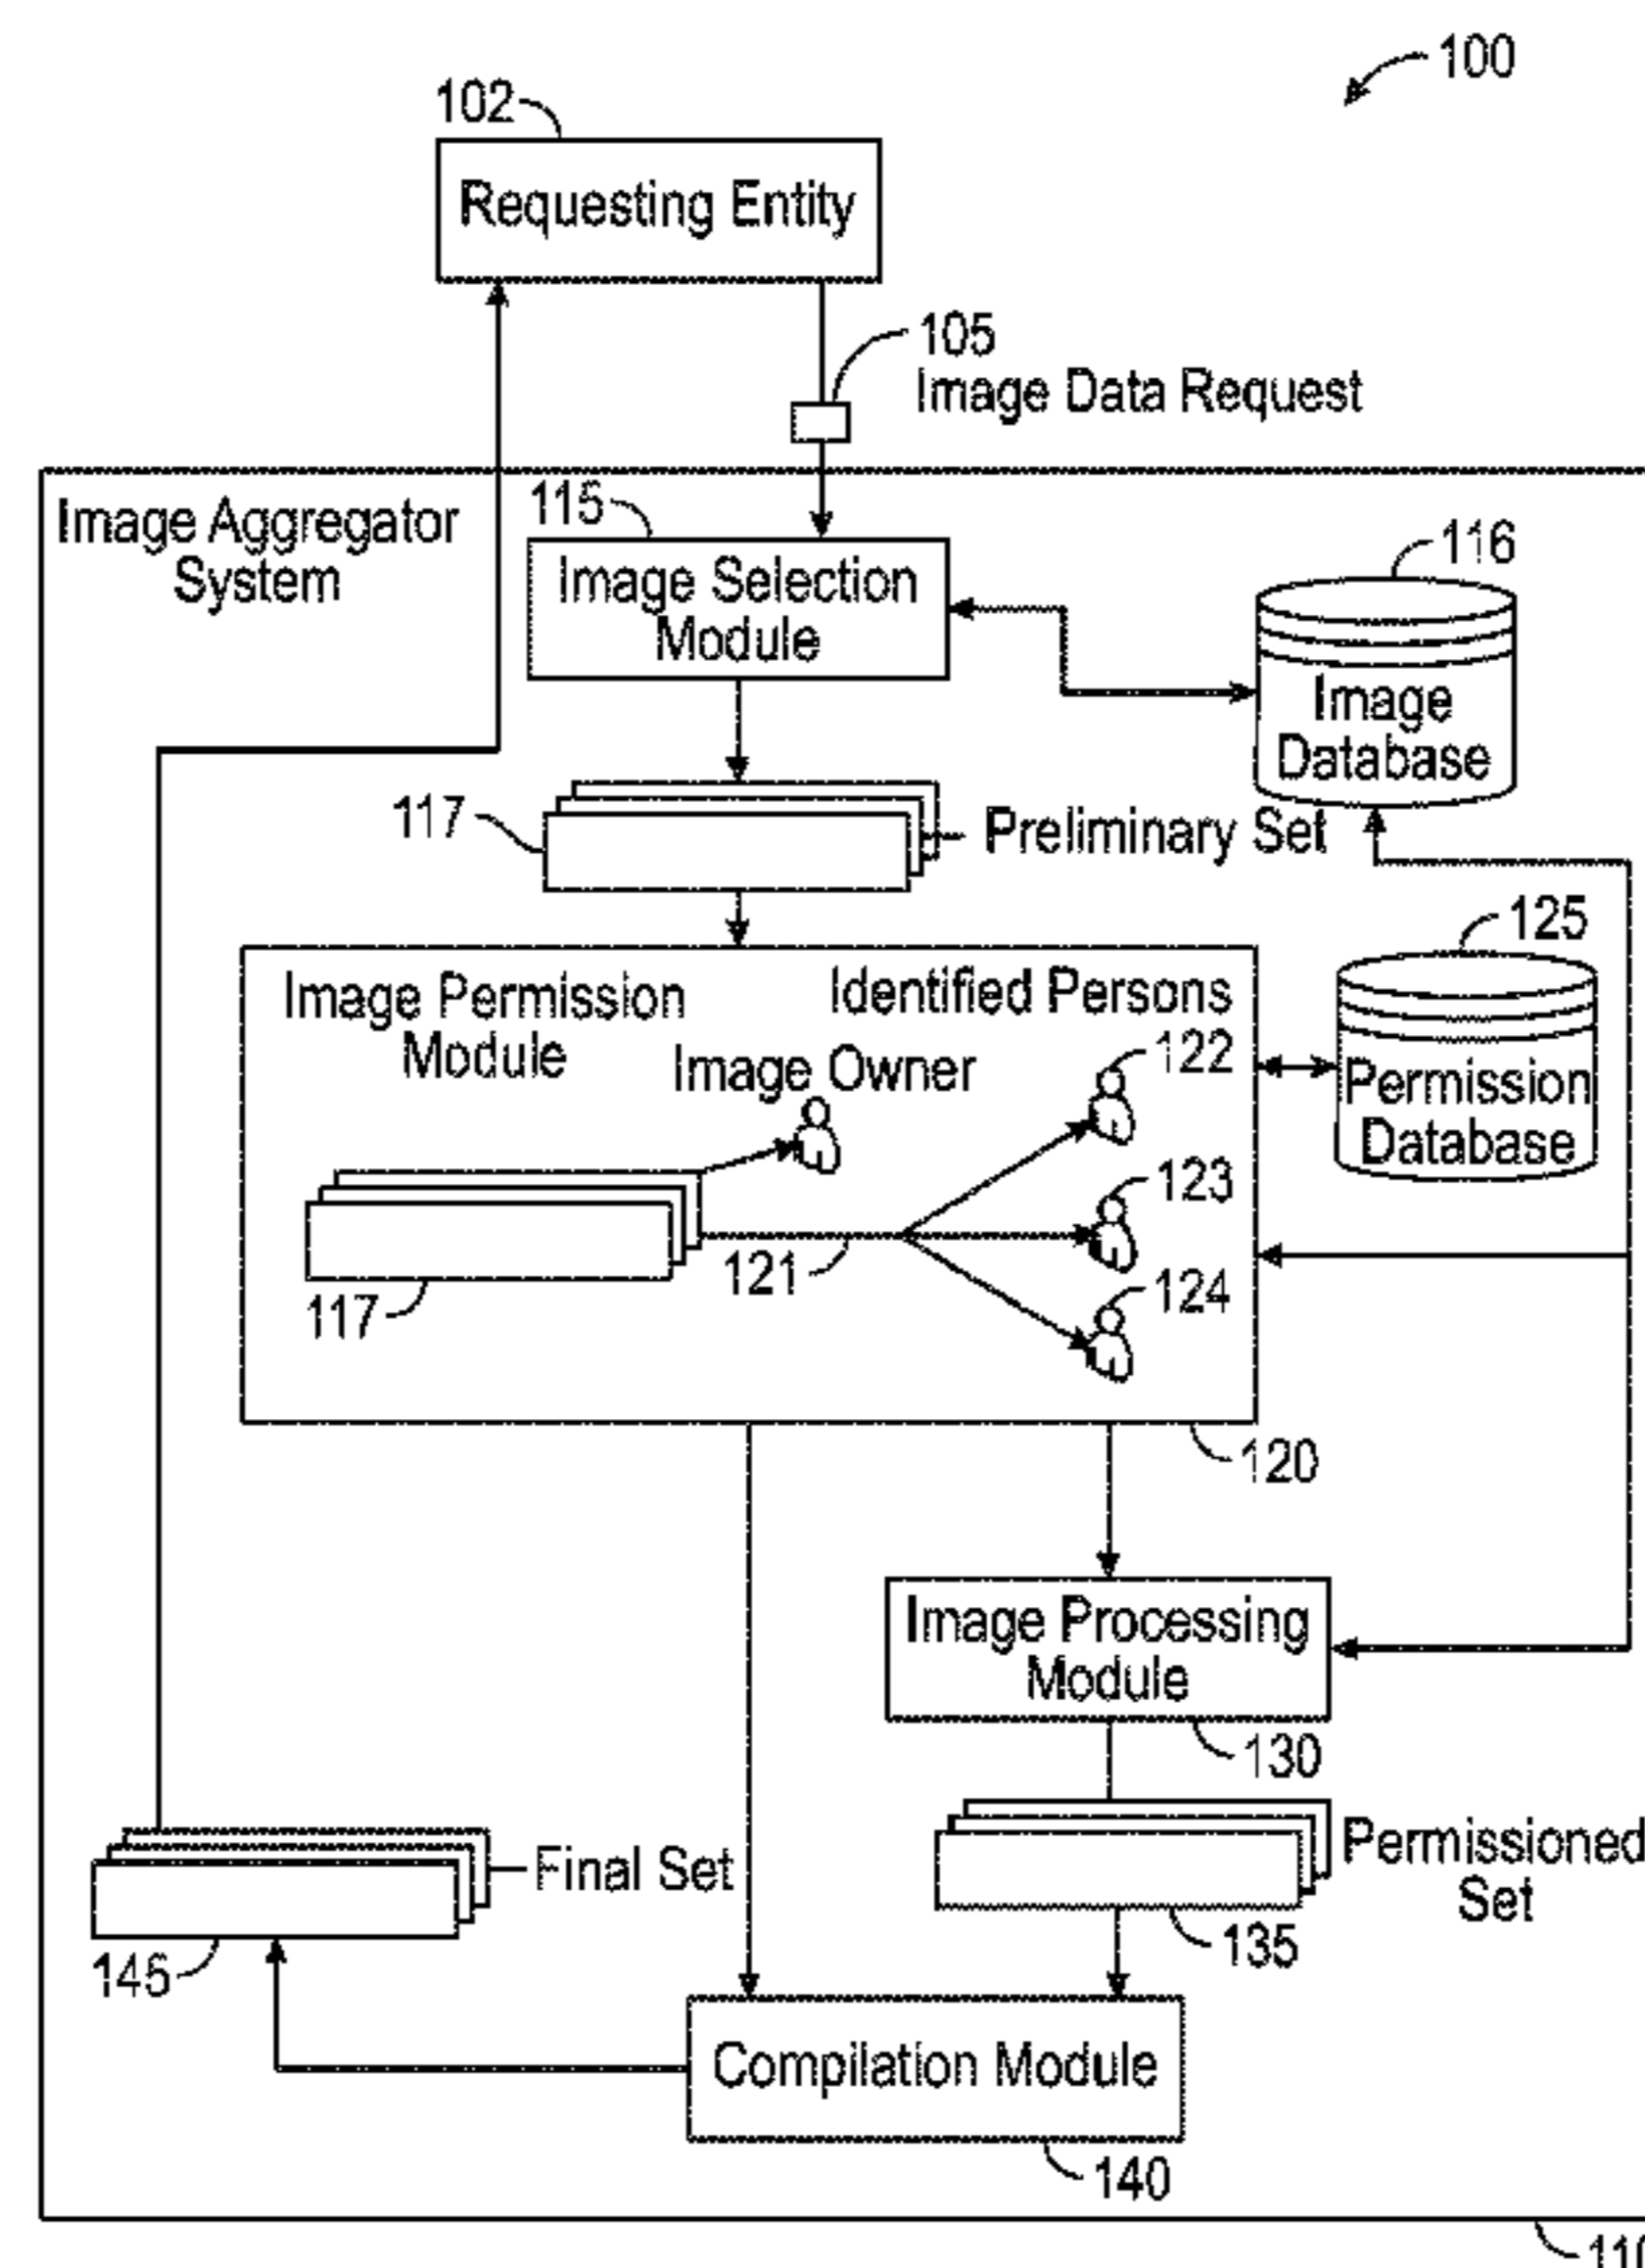 100
102
Requesting Entity
105
Image Data Request
Image Aggregator
System
115
Image Selection
Module
116
Image
Database
117
Preliminary Set
125
Permission
Database
Image Permission
Module
Identified Persons
Image Owner
122
123
121
124
117
120
Image Processing
Module
130
Permissioned
Set
135
Final Set
145
Compilation Module
140
110